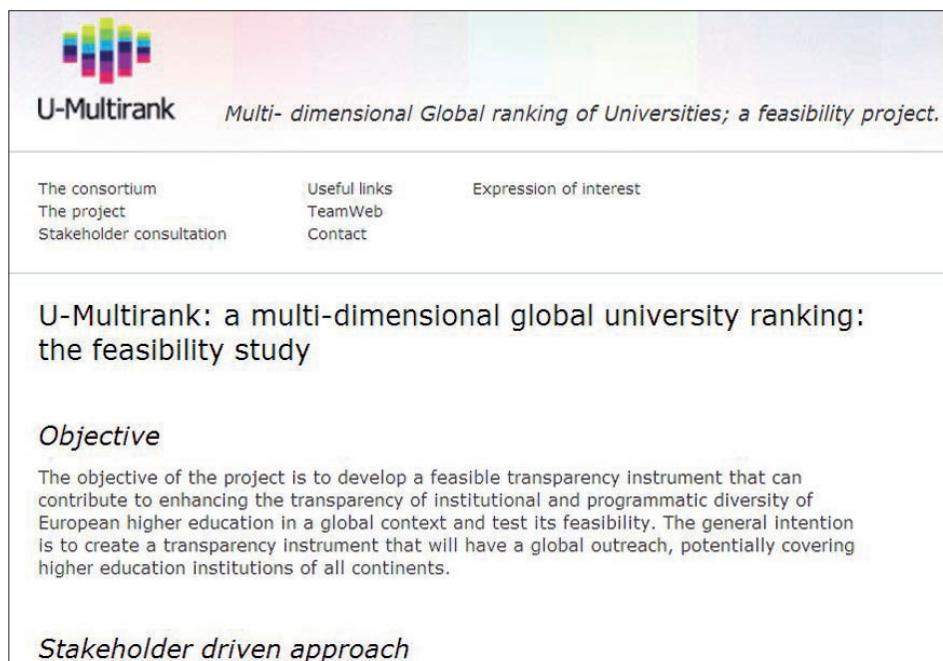 U-Multirank
Multi- dimensional Global ranking of Universities; a feasibility project.
The consortium
The project
Stakeholder consultation
Useful links
TeamWeb
Contact
Expression of interest
U-Multirank: a multi-dimensional global university ranking:
the feasibility study
Objective
The objective of the project is to develop a feasible transparency instrument that can
contribute to enhancing the transparency of institutional and programmatic diversity of
European higher education in a global context and test its feasibility. The general intention
is to create a transparency instrument that will have a global outreach, potentially covering
higher education institutions of all continents.
Stakeholder driven approach